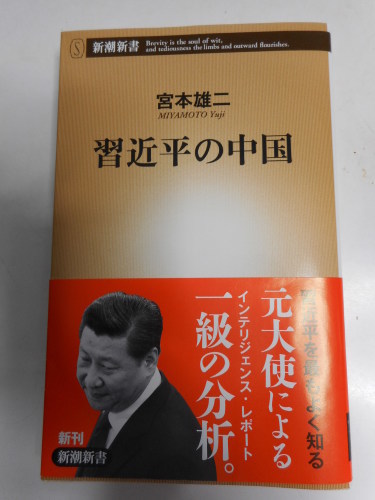 S 新潮新書
Brevity is the soul of wit,
and tediousness the limbs and outward flourishes.
宮本雄二
MIYAMOTO Yuji
習近平の中国
習近平を最もよく知る
元大使による
インテリジェンス・レポート
一級の分析。
新刊
新潮新書